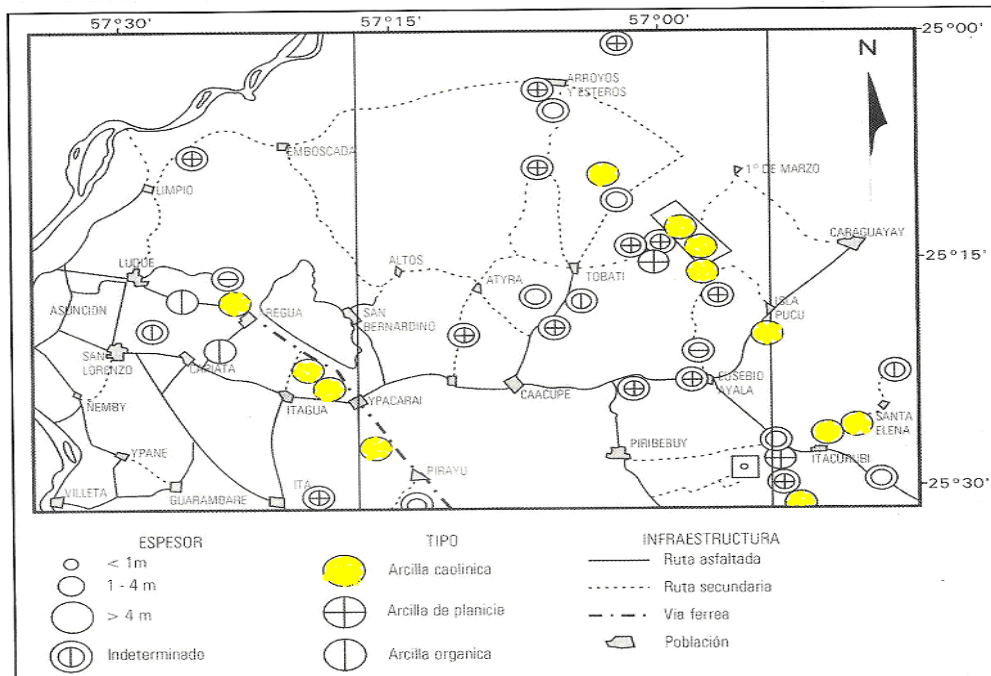 57°30' 57°15' 57°00'
25°00'
N
ARROYOS
Y ESTEROS
EMBOSCADA
1º DE MARZO
LIMPIO
CARAGUAYAY
25°15'
LUQUE
ALTOS
TOBATI
ATYRA
ISLA
PUCU
ASUNCION
REGUA
SAN
BERNARDINO
SAN
LORENZO
CAPIATA
EUSEBIO
AYALA
CAACUPE
ITAGUA
YPACARAI
NEMBY
SANTA
ELENA
PIRIBEBUY
ITACURUBI
YPANE
PIRAYU
25°30'
VILLETA
GUARAMBARE
ITA
ESPESOR
< 1m
1 - 4 m
> 4 m
Indeterminado
TIPO
Arcilla caolinica
Arcilla de planicie
Arcilla organica
INFRAESTRUCTURA
Ruta asfaltada
Ruta secundaria
Via ferrea
Población